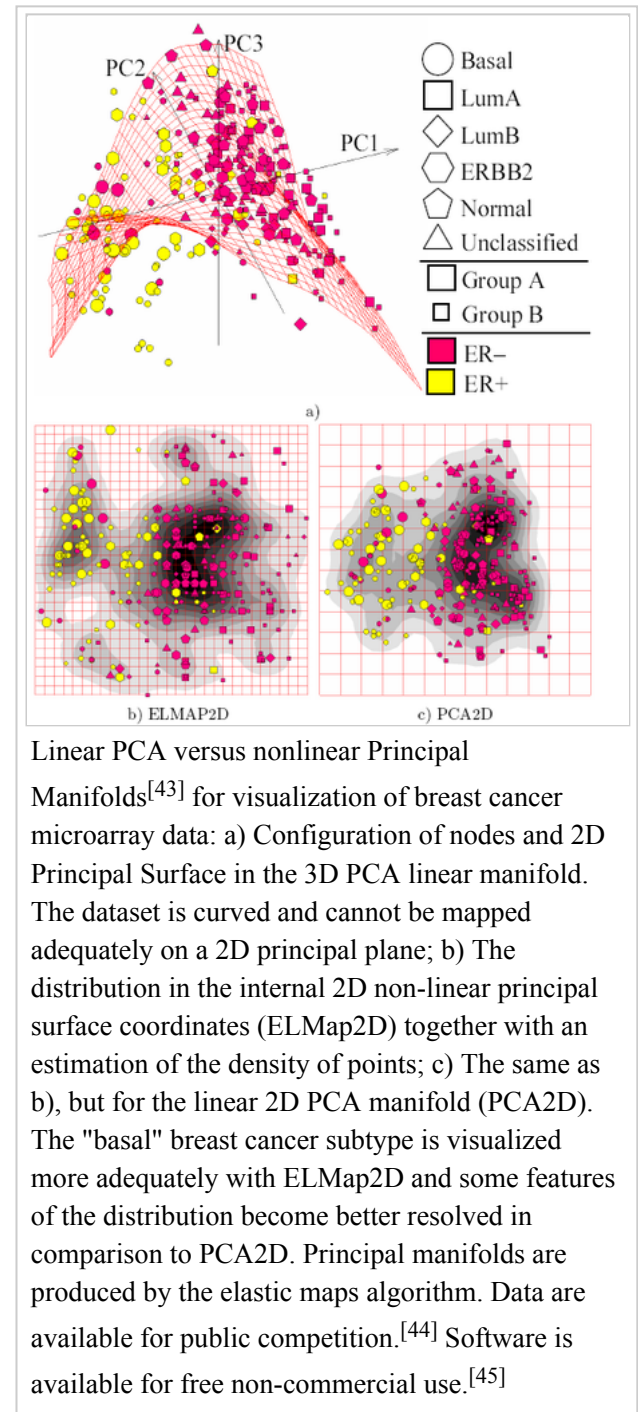 PC3
PC2
PC1
Basal
LumA
LumB
ERBB2
Normal
Unclassified
Group A
Group B
ER–
ER+
a)
b) ELMAP2D
c) PCA2D
Linear PCA versus nonlinear Principal
Manifolds[43] for visualization of breast cancer
microarray data: a) Configuration of nodes and 2D
Principal Surface in the 3D PCA linear manifold.
The dataset is curved and cannot be mapped
adequately on a 2D principal plane; b) The
distribution in the internal 2D non-linear principal
surface coordinates (ELMap2D) together with an
estimation of the density of points; c) The same as
b), but for the linear 2D PCA manifold (PCA2D).
The "basal" breast cancer subtype is visualized
more adequately with ELMap2D and some features
of the distribution become better resolved in
comparison to PCA2D. Principal manifolds are
produced by the elastic maps algorithm. Data are
available for public competition.[44] Software is
available for free non-commercial use.[45]